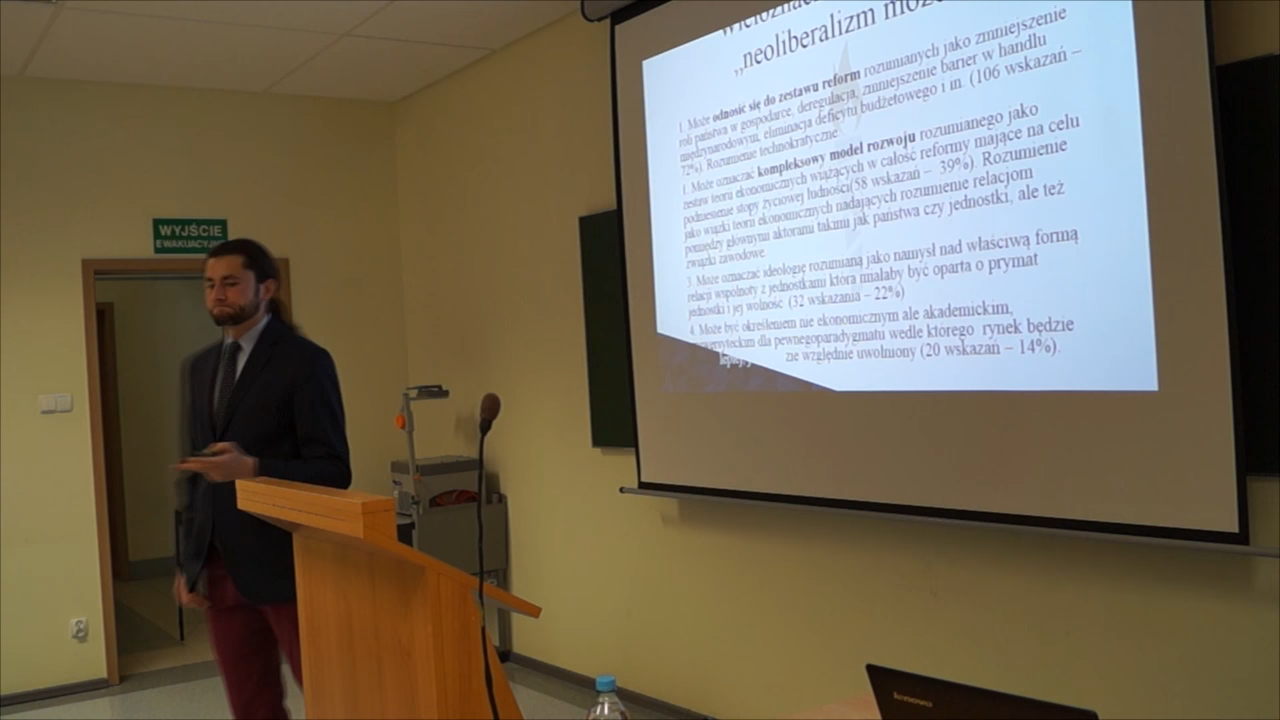 „neoliberalizm może
1. Może odnosić się do zestawu reform rozumianych jako zmniejszenie
roli państwa w gospodarce, deregulacja, zmniejszenie barier w handlu
międzynarodowym, eliminacja deficytu budżetowego i in. (106 wskazań –
72%). Rozumienie technokratyczne
1. Może oznaczać kompleksowy model rozwoju rozumianego jako
zestaw teorii ekonomicznych wiążących w całość reformy mające na celu
podniesienie stopy życiowej ludności(58 wskazań – 39%). Rozumienie
jako wiązki teorii ekonomicznych nadających rozumienie relacjom
pomiędzy głównymi aktorami takimi jak państwa czy jednostki, ale też
związki zawodowe.
3. Może oznaczać ideologię rozumianą jako namysł nad właściwą formą
relacji wspólnoty z jednostkami która miałaby być oparta o prymat
jednostki i jej wolność (32 wskazania – 22%)
4. Może być określeniem nie ekonomicznym ale akademickim,
dla pewnegoparadygmatu wedle którego rynek będzie
względnie uwolniony (20 wskazań – 14%).
WYJŚCIE
EWAKUACYJNE
lenovo